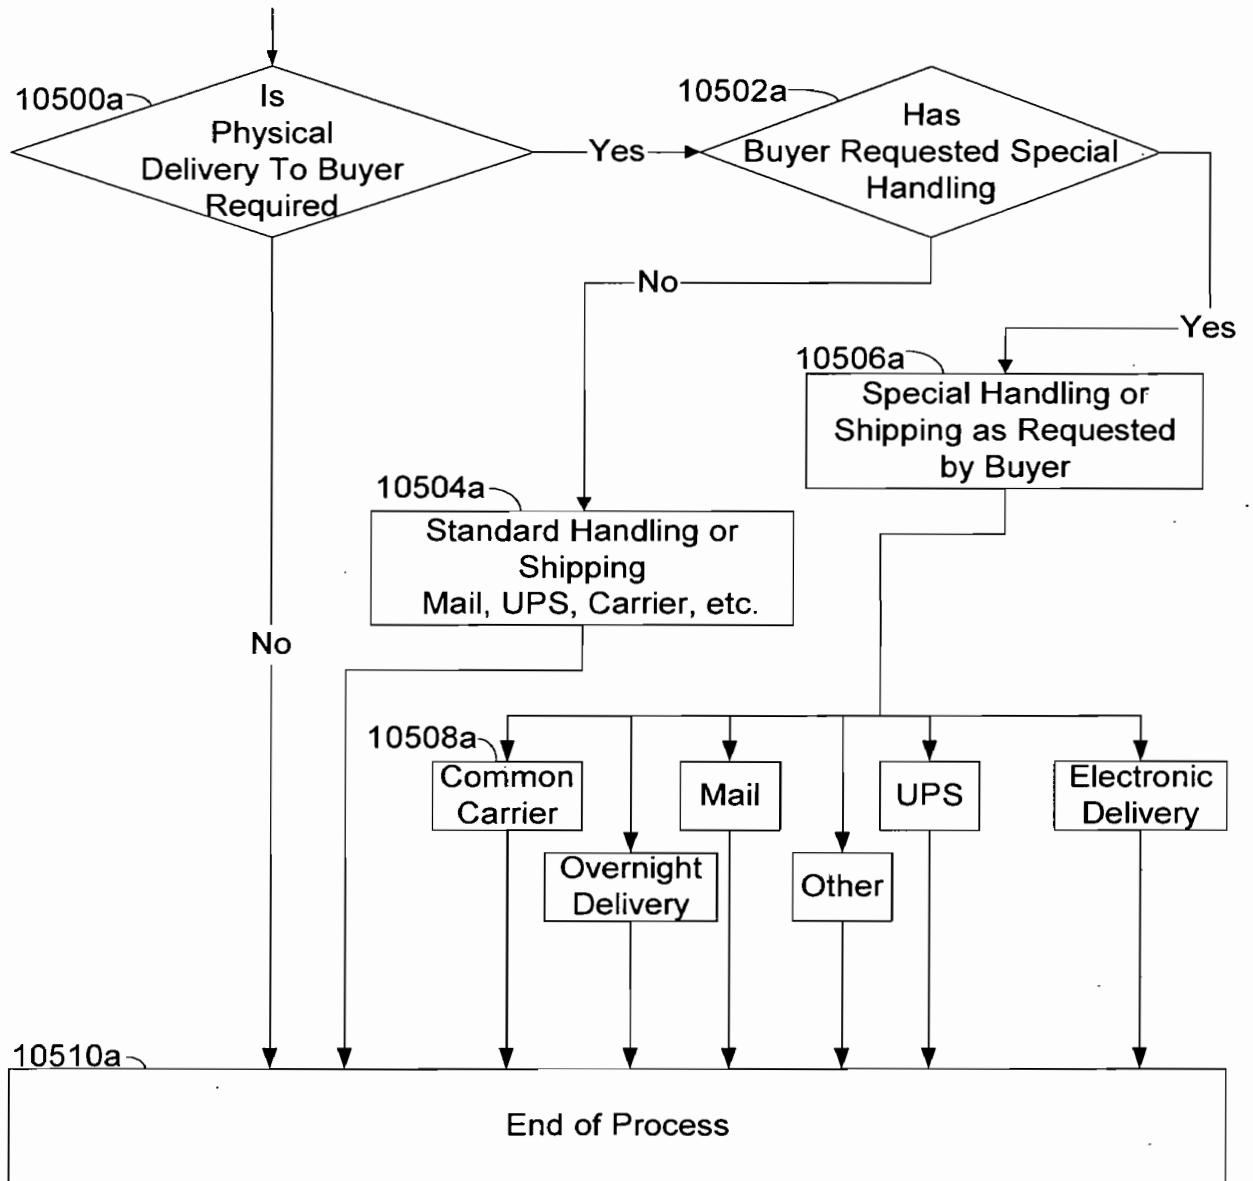 10500a
Is
Physical
Delivery To Buyer
Required
Yes
10502a
Has
Buyer Requested Special
Handling
No
Yes
10506a
Special Handling or
Shipping as Requested
by Buyer
10504a
Standard Handling or
Shipping
Mail, UPS, Carrier, etc.
No
10508a
Common
Carrier
Mail
UPS
Electronic
Delivery
Overnight
Delivery
Other
10510a
End of Process